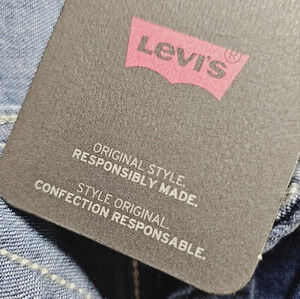 Levi's®
ORIGINAL STYLE.
RESPONSIBLY MADE.
STYLE ORIGINAL.
CONFECTION RESPONSABLE.